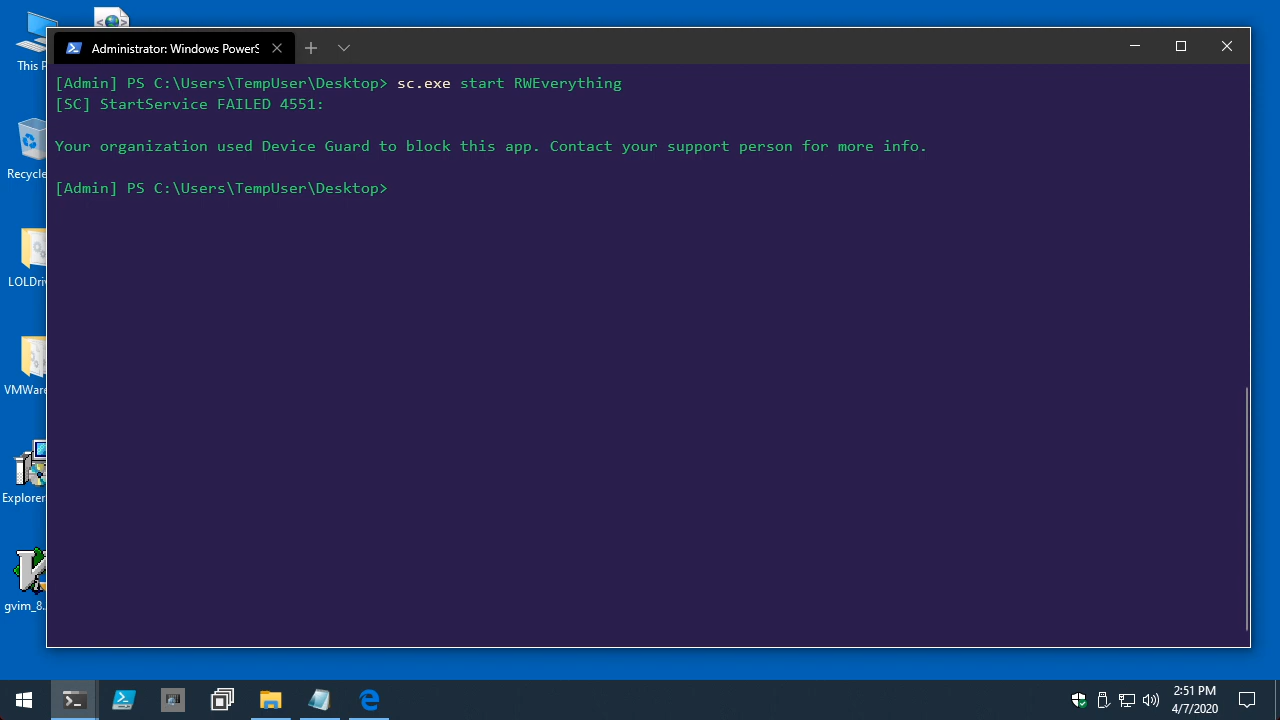 This P
Recycle
LOLDriv
VMWare
Explorer
gvim_8.
Administrator: Windows PowerS
[Admin] PS C:\Users\TempUser\Desktop> sc.exe start RWEverything
[SC] StartService FAILED 4551:
Your organization used Device Guard to block this app. Contact your support person for more info.
[Admin] PS C:\Users\TempUser\Desktop>
2:51 PM
4/7/2020